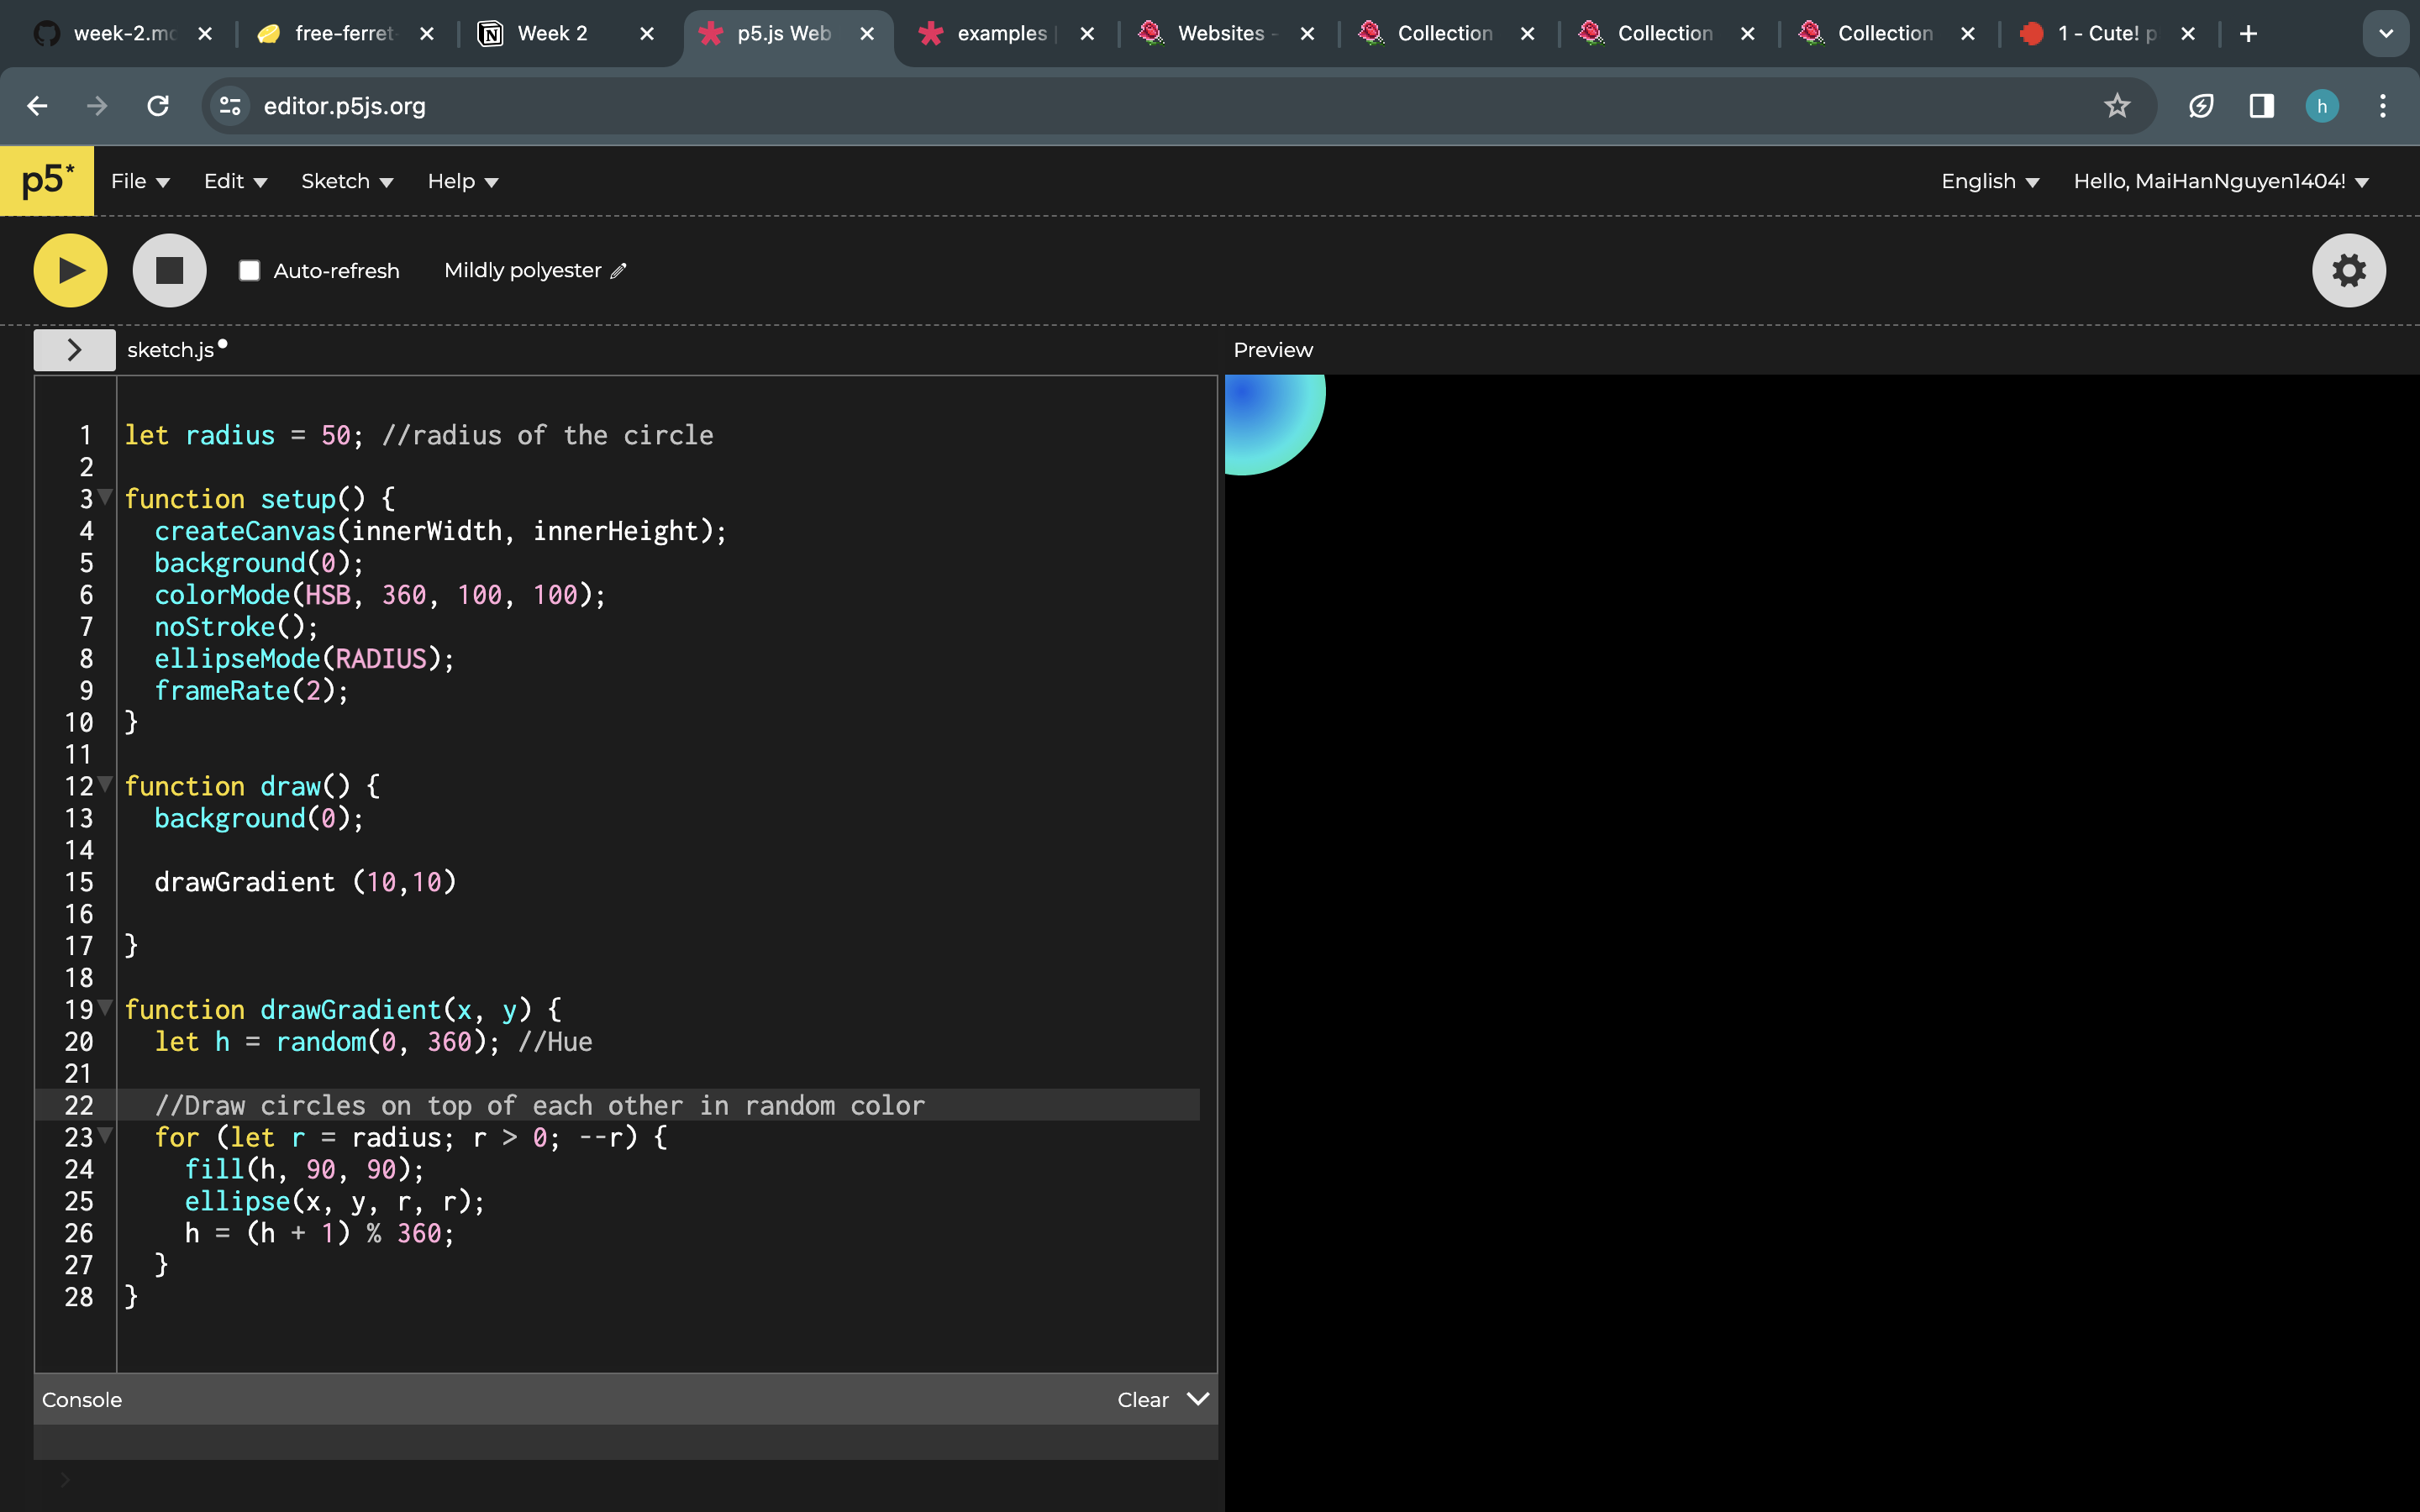 week-2.mc
free-ferret
Week 2
p5.js Web
examples
Websites -
Collection
Collection
Collection
1 - Cute! p
editor.p5js.org
h
p5*
File
Edit
Sketch
Help
English
Hello, MaiHanNguyen1404!
Auto-refresh
Mildly polyester
sketch.js
Preview
1 let radius = 50; //radius of the circle
2
3 function setup() {
4 createCanvas(innerWidth, innerHeight);
5 background(0);
6 colorMode(HSB, 360, 100, 100);
7 noStroke();
8 ellipseMode(RADIUS);
9 frameRate(2);
10 }
11
12 function draw() {
13 background(0);
14
15 drawGradient (10,10)
16
17 }
18
19 function drawGradient(x, y) {
20 let h = random(0, 360); //Hue
21
22 //Draw circles on top of each other in random color
23 for (let r = radius; r > 0; --r) {
24 fill(h, 90, 90);
25 ellipse(x, y, r, r);
26 h = (h + 1) % 360;
27 }
28 }
Console
Clear